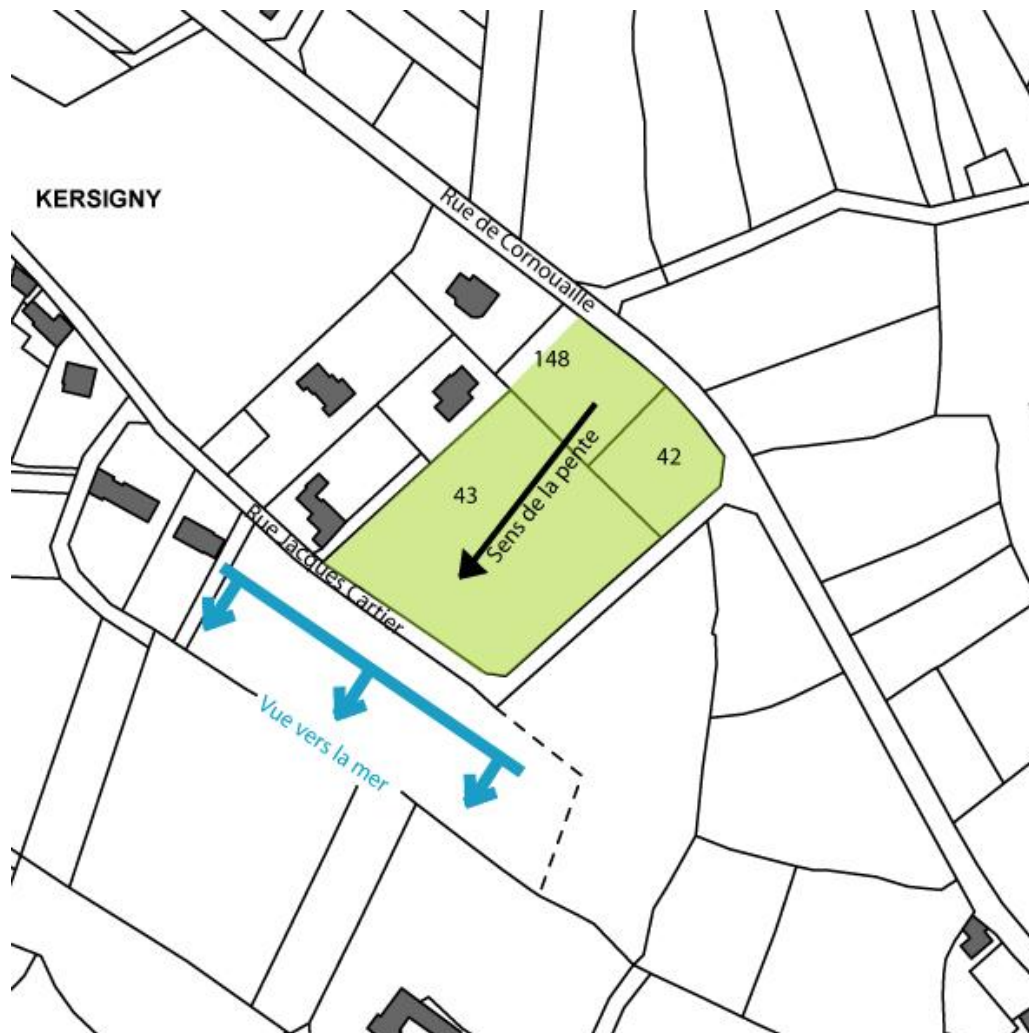 KERSIGNY
Rue de Cornouaille
148
42
43
Sens de la pente
Rue Jacques Cartier
Vue vers la mer